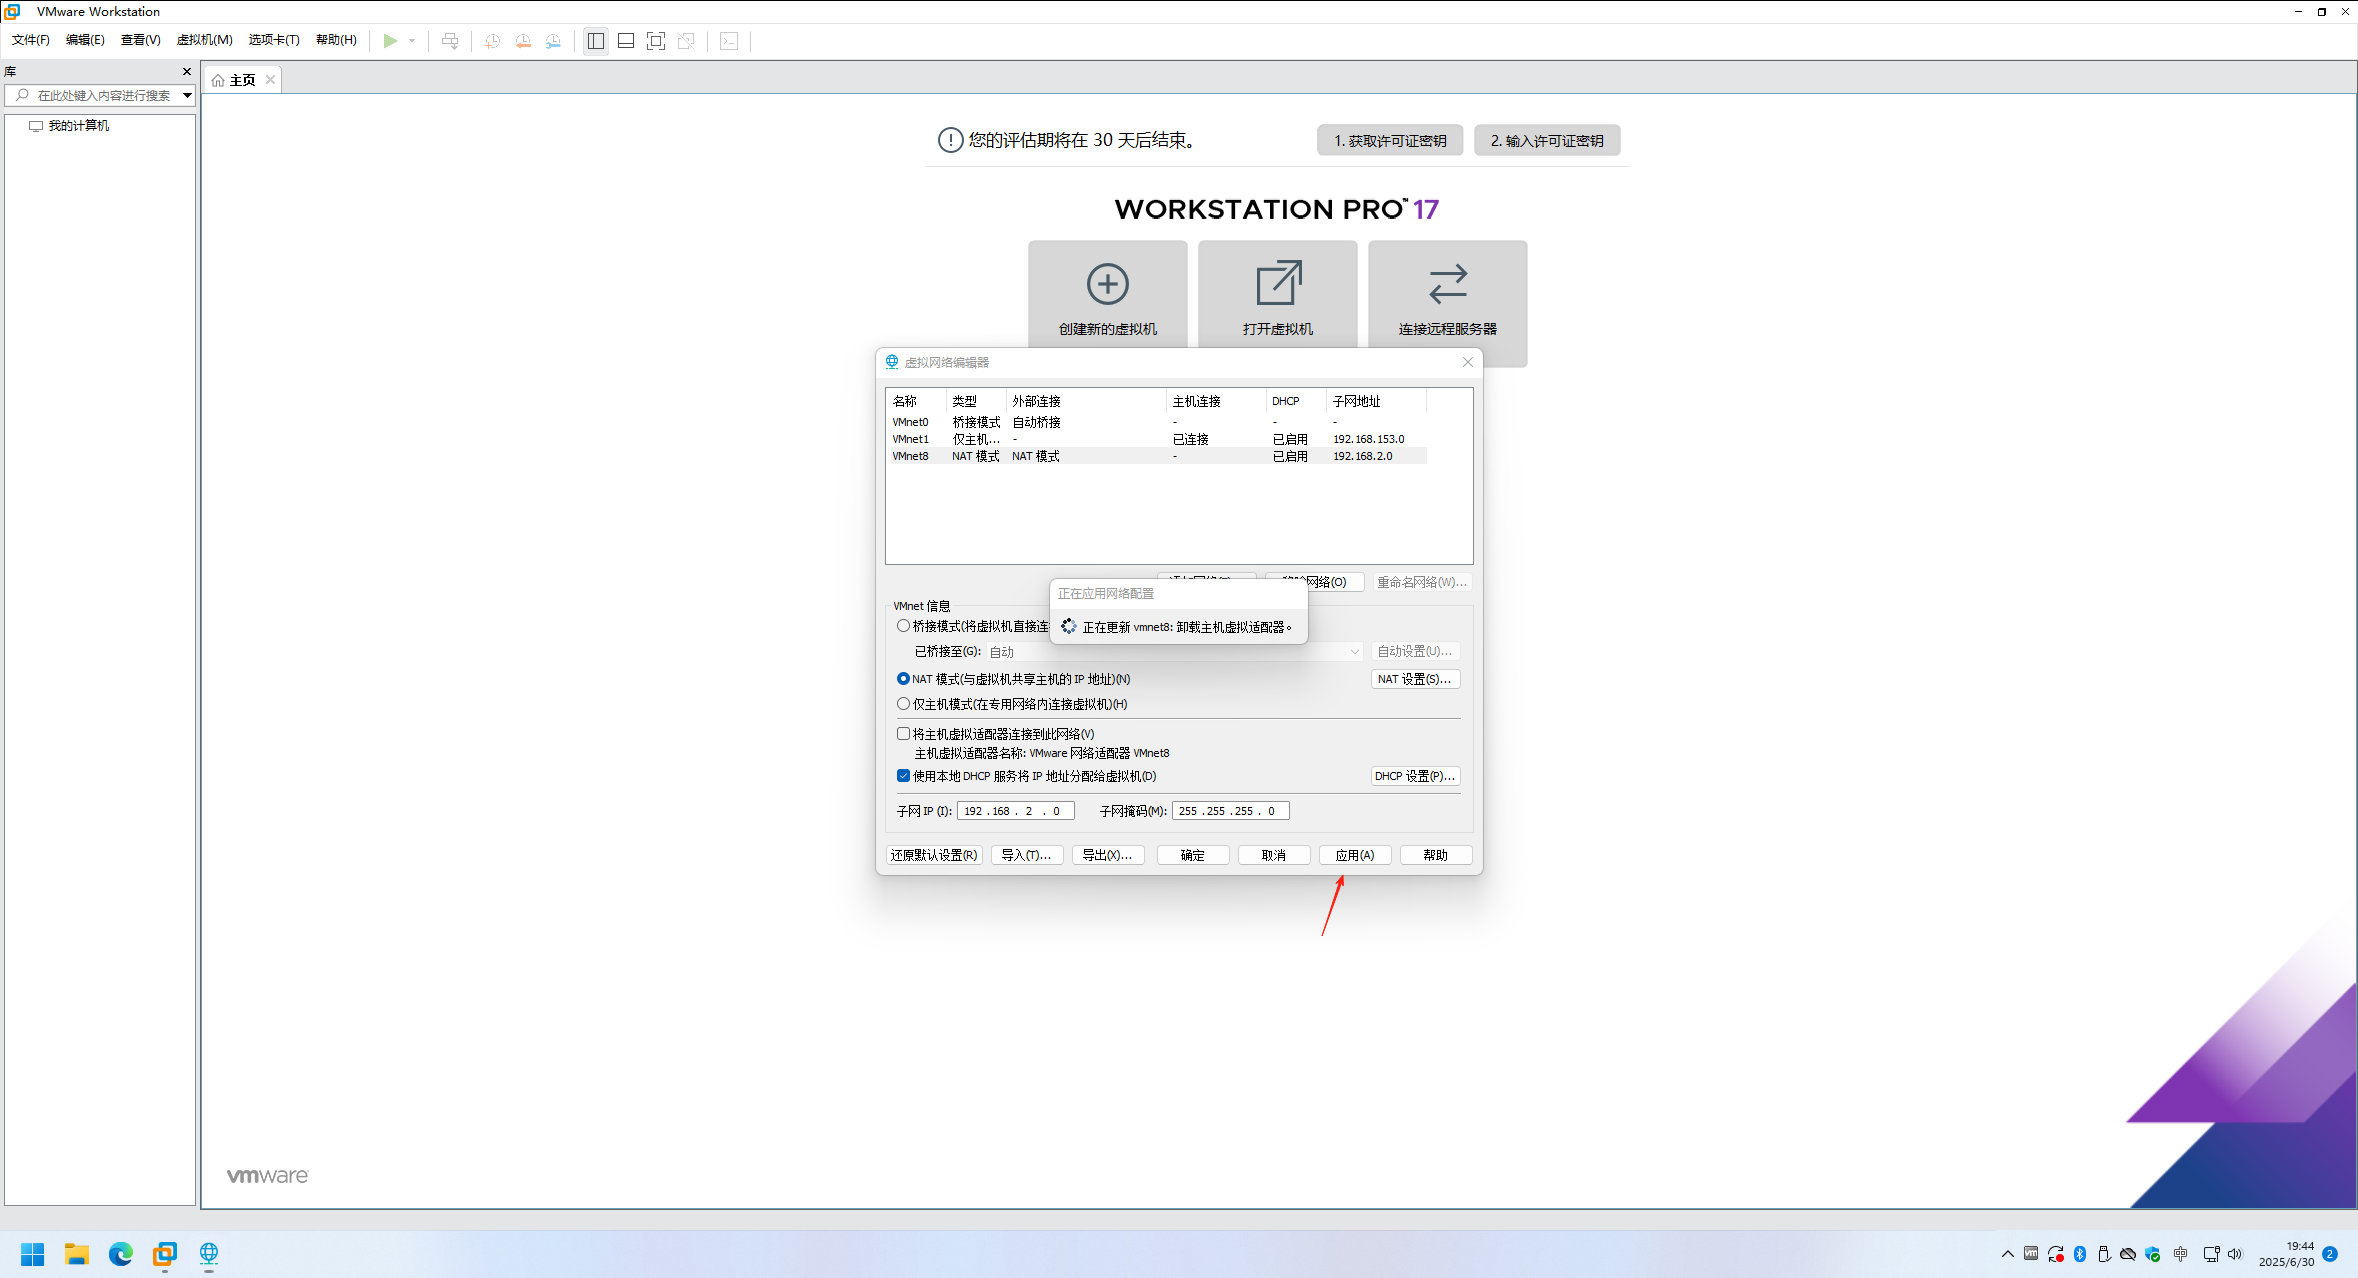 VMware Workstation
文件(F) 编辑(E) 查看(V) 虚拟机(M) 选项卡(T) 帮助(H)
库
在此处键入内容进行搜索
我的计算机
主页
您的评估期将在 30 天后结束。
1. 获取许可证密钥
2. 输入许可证密钥
WORKSTATION PRO™ 17
创建新的虚拟机
打开虚拟机
连接远程服务器
虚拟网络编辑器
名称 类型 外部连接 主机连接 DHCP 子网地址
VMnet0 桥接模式 自动桥接 - - -
VMnet1 仅主机... - 已连接 已启用 192.168.153.0
VMnet8 NAT 模式 NAT 模式 - 已启用 192.168.2.0
网络(O) 重命名网络(W)...
正在应用网络配置
正在更新 vmnet8: 卸载主机虚拟适配器。
VMnet 信息
桥接模式(将虚拟机直接连
已桥接至(G): 自动 自动设置(U)...
NAT 模式(与虚拟机共享主机的 IP 地址)(N) NAT 设置(S)...
仅主机模式(在专用网络内连接虚拟机)(H)
将主机虚拟适配器连接到此网络(V)
主机虚拟适配器名称: VMware 网络适配器 VMnet8
使用本地 DHCP 服务将 IP 地址分配给虚拟机(D) DHCP 设置(P)...
子网 IP (I): 192 .168 . 2 . 0 子网掩码(M): 255 .255 .255 . 0
还原默认设置(R) 导入(T)... 导出(X)... 确定 取消 应用(A) 帮助
vmware
中
19:44
2025/6/30
2